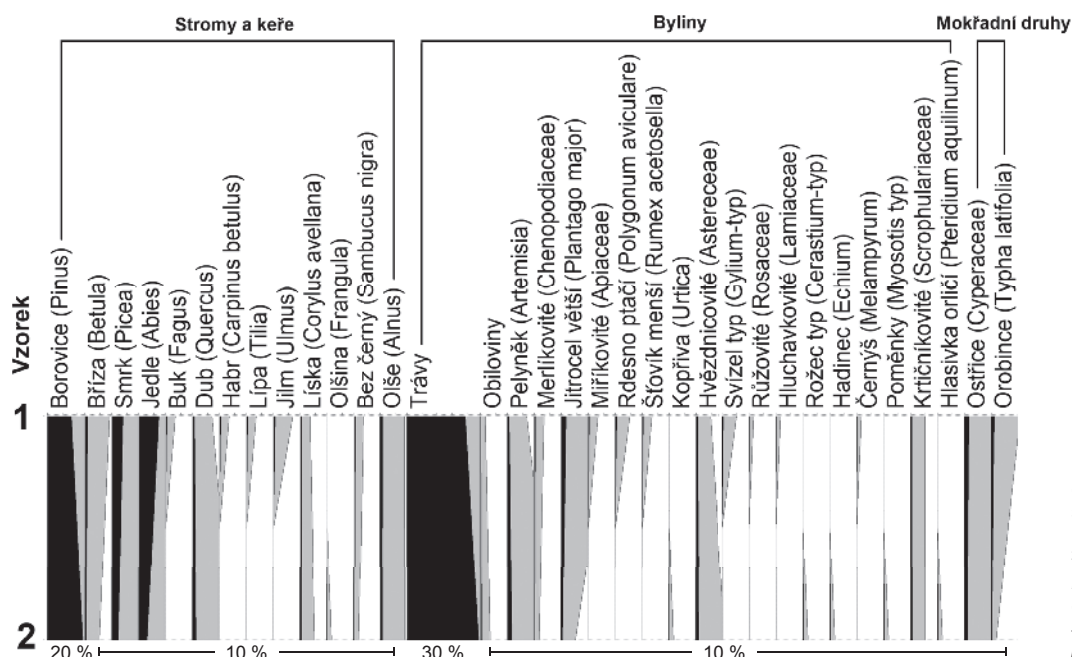 Stromy a keře
Byliny
Mokřadní druhy
Vzorek
Borovice (Pinus)
Bříza (Betula)
Smrk (Picea)
Jedle (Abies)
Buk (Fagus)
Dub (Quercus)
Habr (Carpinus betulus)
Lípa (Tilia)
Jilm (Ulmus)
Líska (Corylus avellana)
Olšina (Frangula)
Bez černý (Sambucus nigra)
Olše (Alnus)
Trávy
Obiloviny
Pelyněk (Artemisia)
Merlíkovité (Chenopodiaceae)
Jitrocel větší (Plantago major)
Miříkovité (Apiaceae)
Rdesno ptačí (Polygonum aviculare)
Šťovík menší (Rumex acetosella)
Kopřiva (Urtica)
Hvězdnicovité (Astereceae)
Svízel typ (Gylium-typ)
Růžovité (Rosaceae)
Hluchavkovité (Lamiaceae)
Rožec typ (Cerastium-typ)
Hadinec (Echium)
Černýš (Melampyrum)
Poměnky (Myosotis typ)
Krtičníkovité (Scrophulariaceae)
Hlasivka orličí (Pteridium aquilinum)
Ostřice (Cyperaceae)
Orobince (Typha latifolia)
1
2
20 %
10 %
30 %
10 %